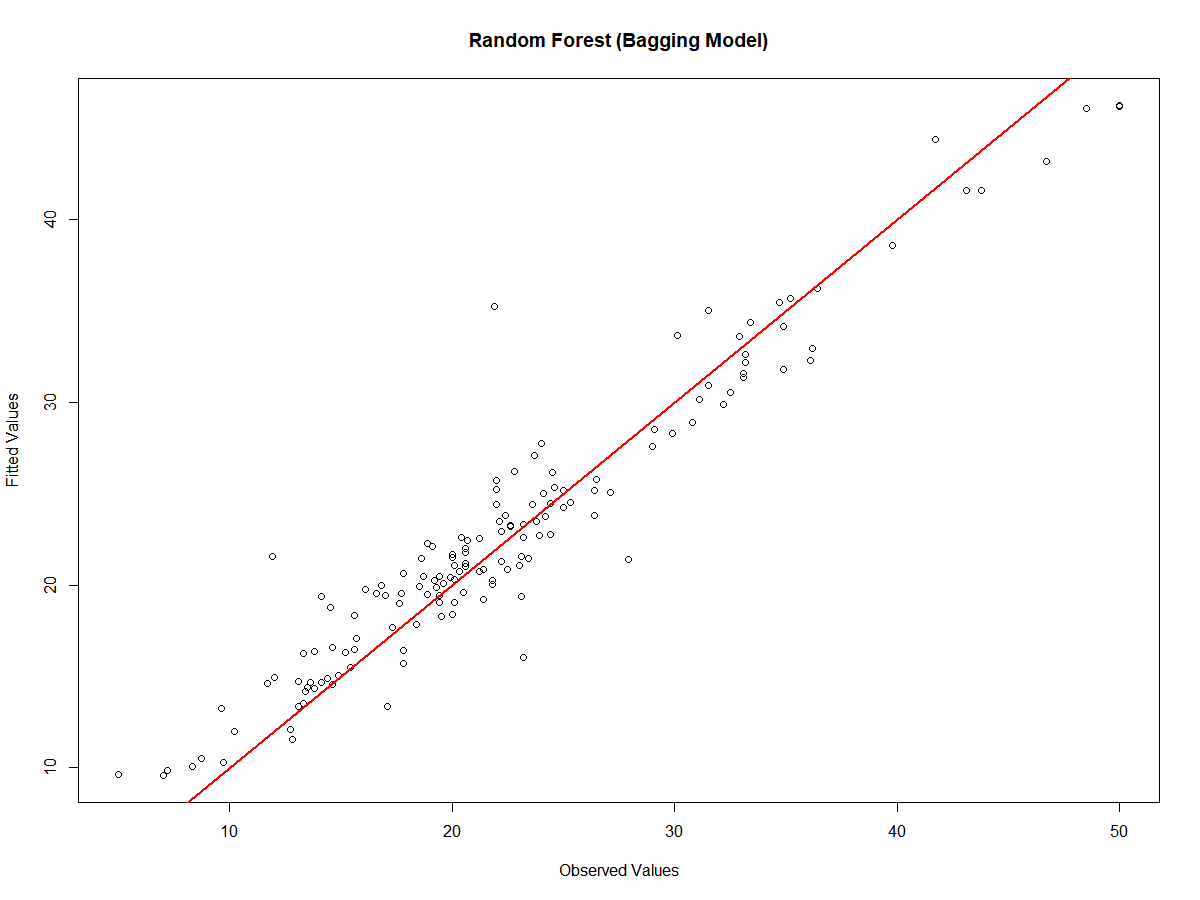 Random Forest (Bagging Model)
40
30
20
10
Fitted Values
10 20 30 40 50
Observed Values